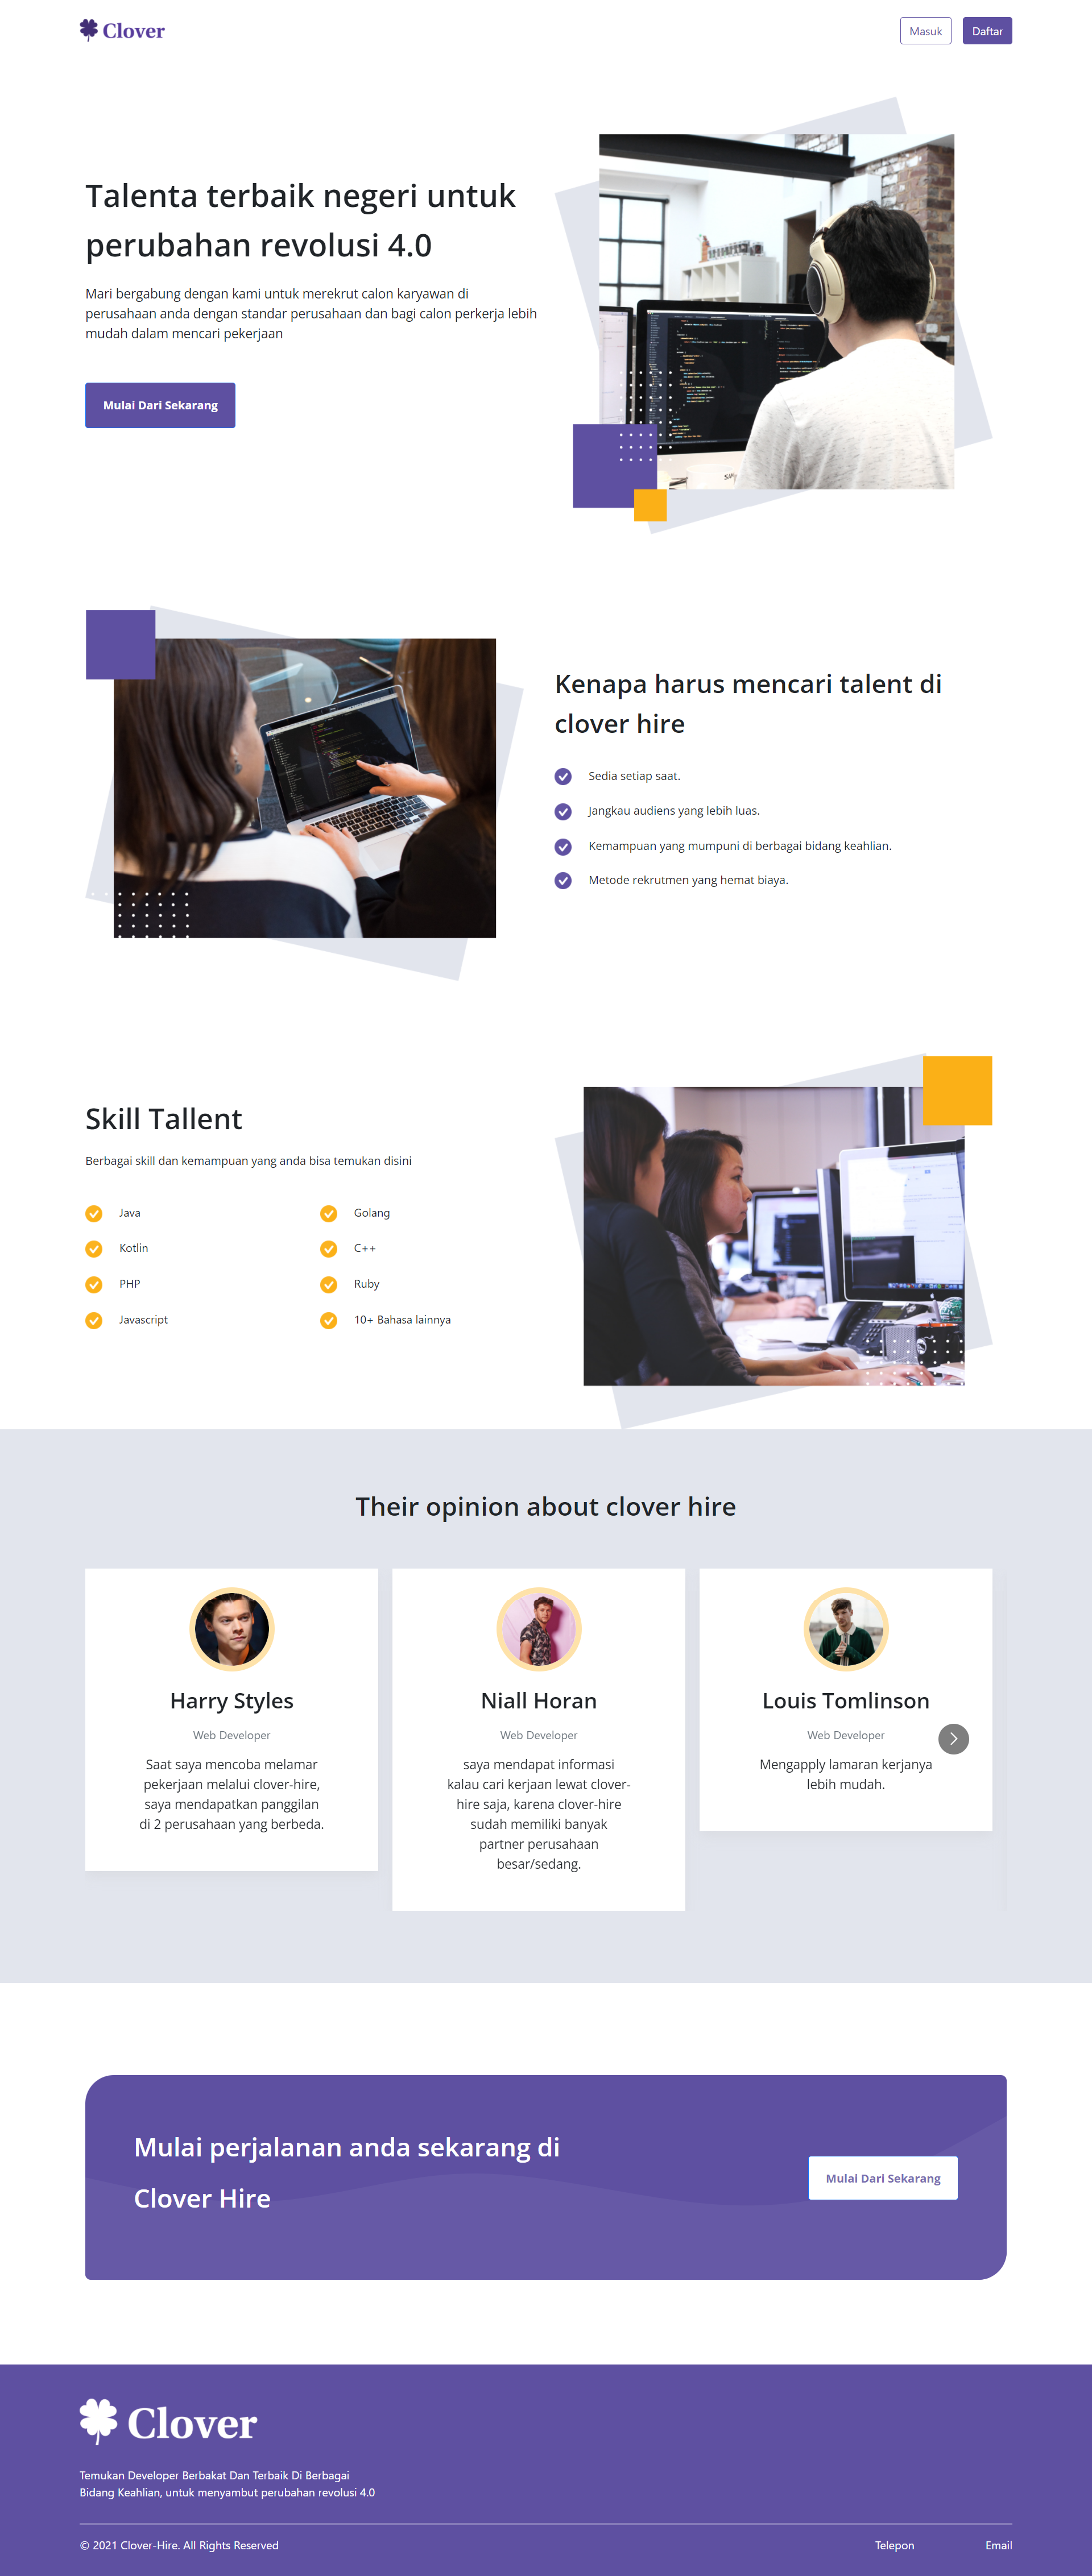 Clover
Masuk
Daftar
Talenta terbaik negeri untuk
perubahan revolusi 4.0
Mari bergabung dengan kami untuk merekrut calon karyawan di
perusahaan anda dengan standar perusahaan dan bagi calon perkerja lebih
mudah dalam mencari pekerjaan
Mulai Dari Sekarang
Kenapa harus mencari talent di
clover hire
Sedia setiap saat.
Jangkau audiens yang lebih luas.
Kemampuan yang mumpuni di berbagai bidang keahlian.
Metode rekrutmen yang hemat biaya.
Skill Tallent
Berbagai skill dan kemampuan yang anda bisa temukan disini
Java
Kotlin
PHP
Javascript
Golang
C++
Ruby
10+ Bahasa lainnya
Their opinion about clover hire
Harry Styles
Web Developer
Saat saya mencoba melamar
pekerjaan melalui clover-hire,
saya mendapatkan panggilan
di 2 perusahaan yang berbeda.
Niall Horan
Web Developer
saya mendapat informasi
kalau cari kerjaan lewat clover-
hire saja, karena clover-hire
sudah memiliki banyak
partner perusahaan
besar/sedang.
Louis Tomlinson
Web Developer
Mengapply lamaran kerjanya
lebih mudah.
Mulai perjalanan anda sekarang di
Clover Hire
Mulai Dari Sekarang
Clover
Temukan Developer Berbakat Dan Terbaik Di Berbagai
Bidang Keahlian, untuk menyambut perubahan revolusi 4.0
© 2021 Clover-Hire. All Rights Reserved
Telepon
Email